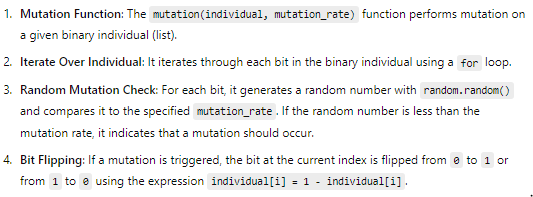 1. Mutation Function: The mutation(individual, mutation_rate) function performs mutation on
a given binary individual (list).
2. Iterate Over Individual: It iterates through each bit in the binary individual using a for loop.
3. Random Mutation Check: For each bit, it generates a random number with random.random()
and compares it to the specified mutation_rate. If the random number is less than the
mutation rate, it indicates that a mutation should occur.
4. Bit Flipping: If a mutation is triggered, the bit at the current index is flipped from 0 to 1 or
from 1 to 0 using the expression individual[i] = 1 - individual[i].
.